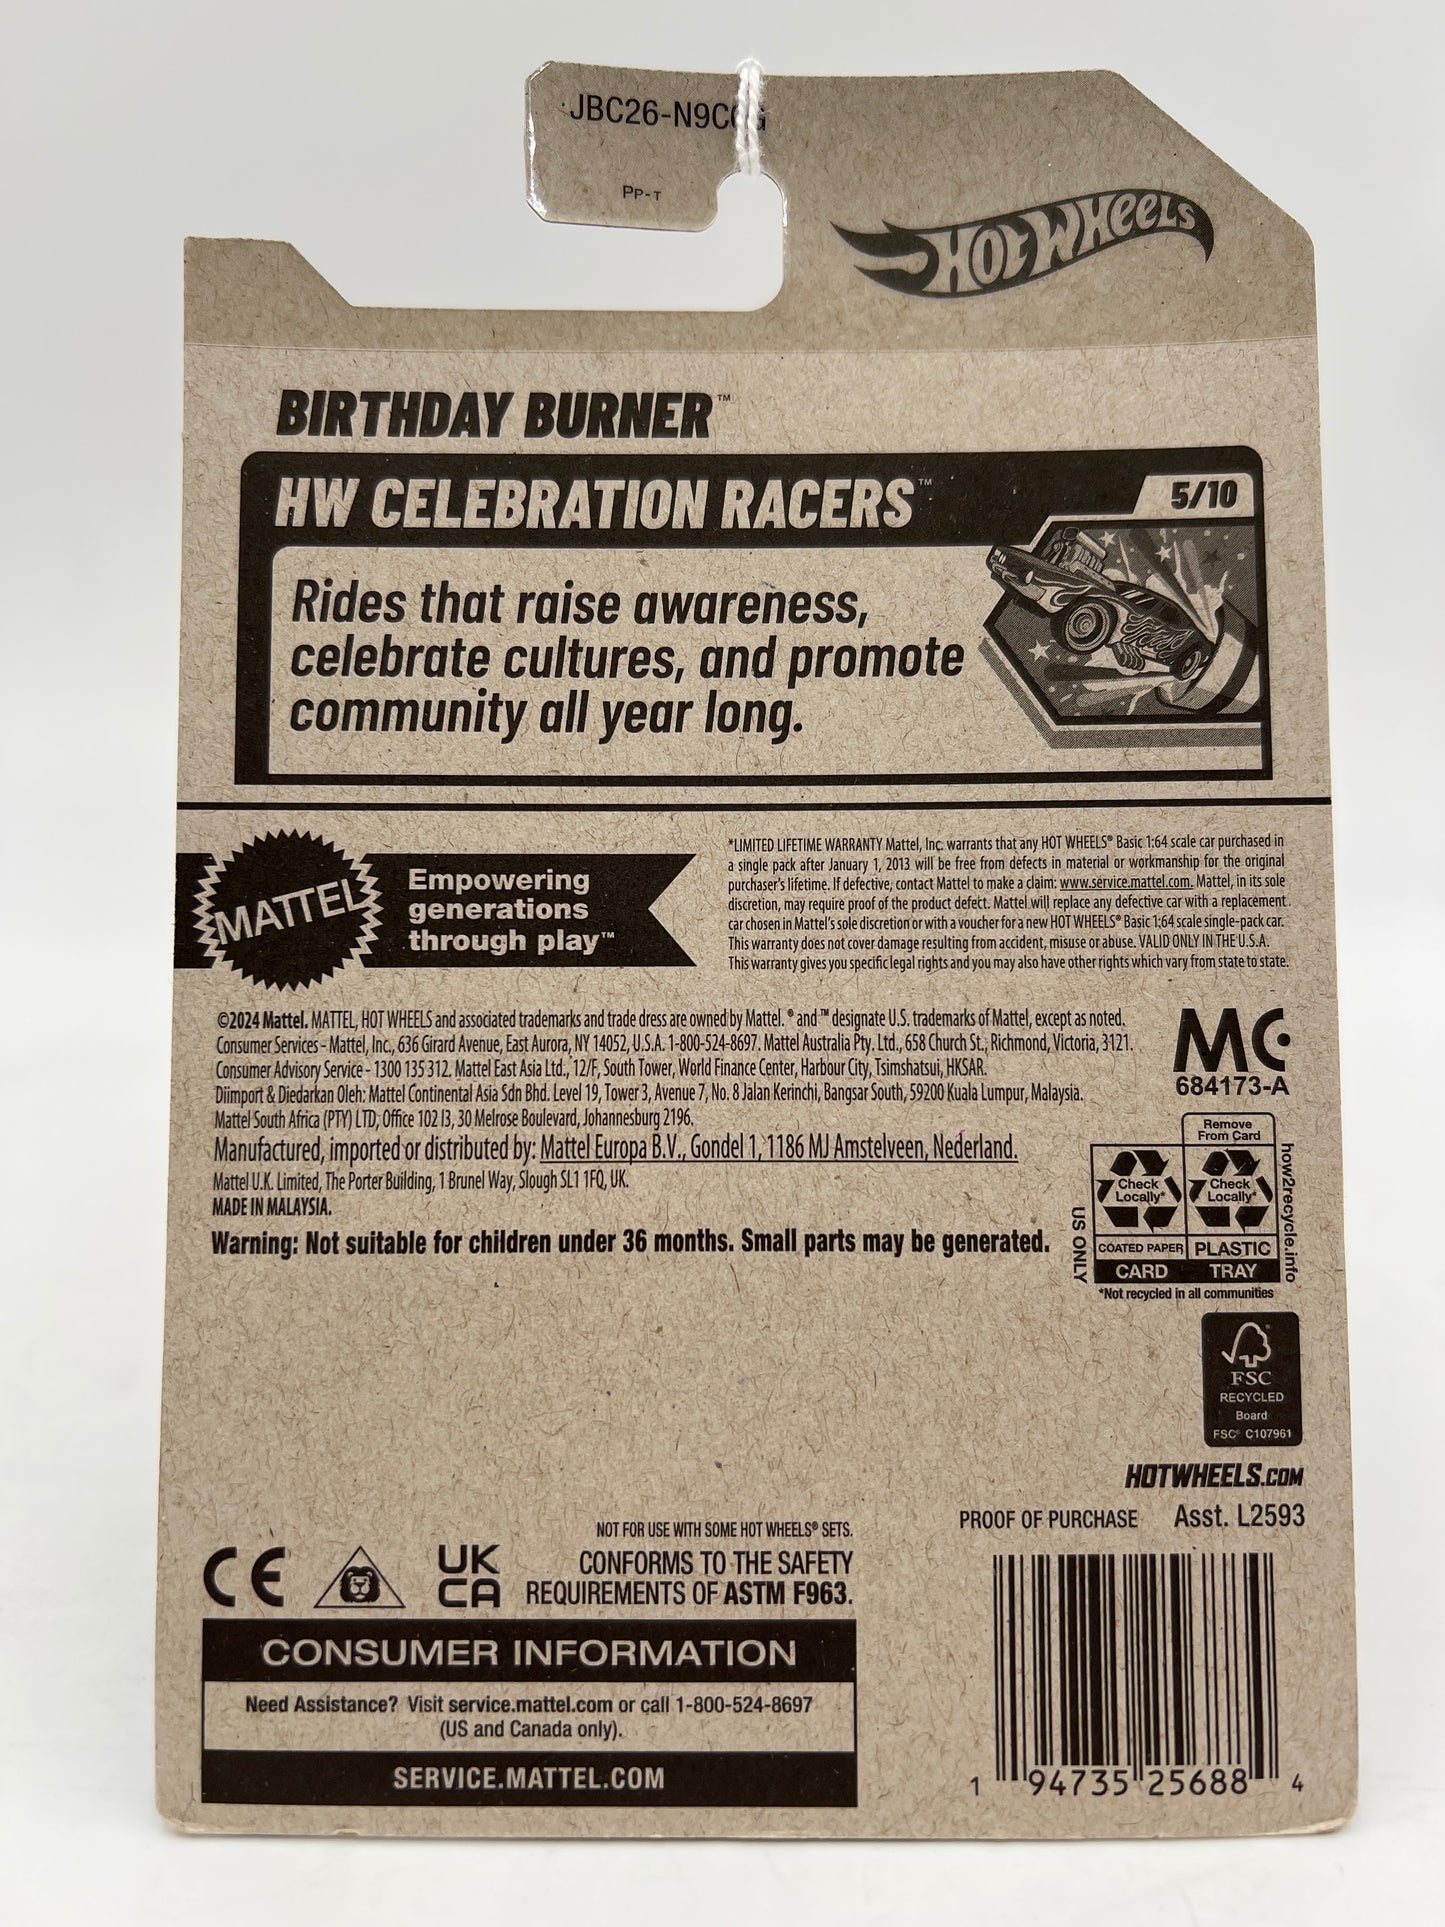 JBC26-N9C
PP-T
HOT WHEELS
BIRTHDAY BURNER™
HW CELEBRATION RACERS™
5/10
Rides that raise awareness,
celebrate cultures, and promote
community all year long.
MATTEL
Empowering
generations
through play™
*LIMITED LIFETIME WARRANTY Mattel, Inc. warrants that any HOT WHEELS® Basic 1:64 scale car purchased in
a single pack after January 1, 2013 will be free from defects in material or workmanship for the original
purchaser's lifetime. If defective, contact Mattel to make a claim: www.service.mattel.com. Mattel, in its sole
discretion, may require proof of the product defect. Mattel will replace any defective car with a replacement
car chosen in Mattel's sole discretion or with a voucher for a new HOT WHEELS® Basic 1:64 scale single-pack car.
This warranty does not cover damage resulting from accident, misuse or abuse. VALID ONLY IN THE U.S.A.
This warranty gives you specific legal rights and you may also have other rights which vary from state to state.
©2024 Mattel. MATTEL, HOT WHEELS and associated trademarks and trade dress are owned by Mattel. ® and ™ designate U.S. trademarks of Mattel, except as noted.
Consumer Services - Mattel, Inc., 636 Girard Avenue, East Aurora, NY 14052, U.S.A. 1-800-524-8697. Mattel Australia Pty. Ltd., 658 Church St., Richmond, Victoria, 3121.
Consumer Advisory Service - 1300 135 312. Mattel East Asia Ltd., 12/F, South Tower, World Finance Center, Harbour City, Tsimshatsui, HKSAR.
Diimport & Diedarkan Oleh: Mattel Continental Asia Sdn Bhd. Level 19, Tower 3, Avenue 7, No. 8 Jalan Kerinchi, Bangsar South, 59200 Kuala Lumpur, Malaysia.
Mattel South Africa (PTY) LTD, Office 102 I3, 30 Melrose Boulevard, Johannesburg 2196.
Manufactured, imported or distributed by: Mattel Europa B.V., Gondel 1, 1186 MJ Amstelveen, Nederland.
Mattel U.K. Limited, The Porter Building, 1 Brunel Way, Slough SL1 1FQ, UK.
MADE IN MALAYSIA.
Warning: Not suitable for children under 36 months. Small parts may be generated.
MC
684173-A
Remove
From Card
Check
Locally*
Check
Locally*
COATED PAPER
PLASTIC
CARD
TRAY
US ONLY
how2recycle.info
*Not recycled in all communities
FSC
RECYCLED
Board
FSC® C107961
HOTWHEELS.COM
PROOF OF PURCHASE Asst. L2593
NOT FOR USE WITH SOME HOT WHEELS® SETS.
CE
UK
CA
CONFORMS TO THE SAFETY
REQUIREMENTS OF ASTM F963.
CONSUMER INFORMATION
Need Assistance? Visit service.mattel.com or call 1-800-524-8697
(US and Canada only).
SERVICE.MATTEL.COM
1 94735 25688 4